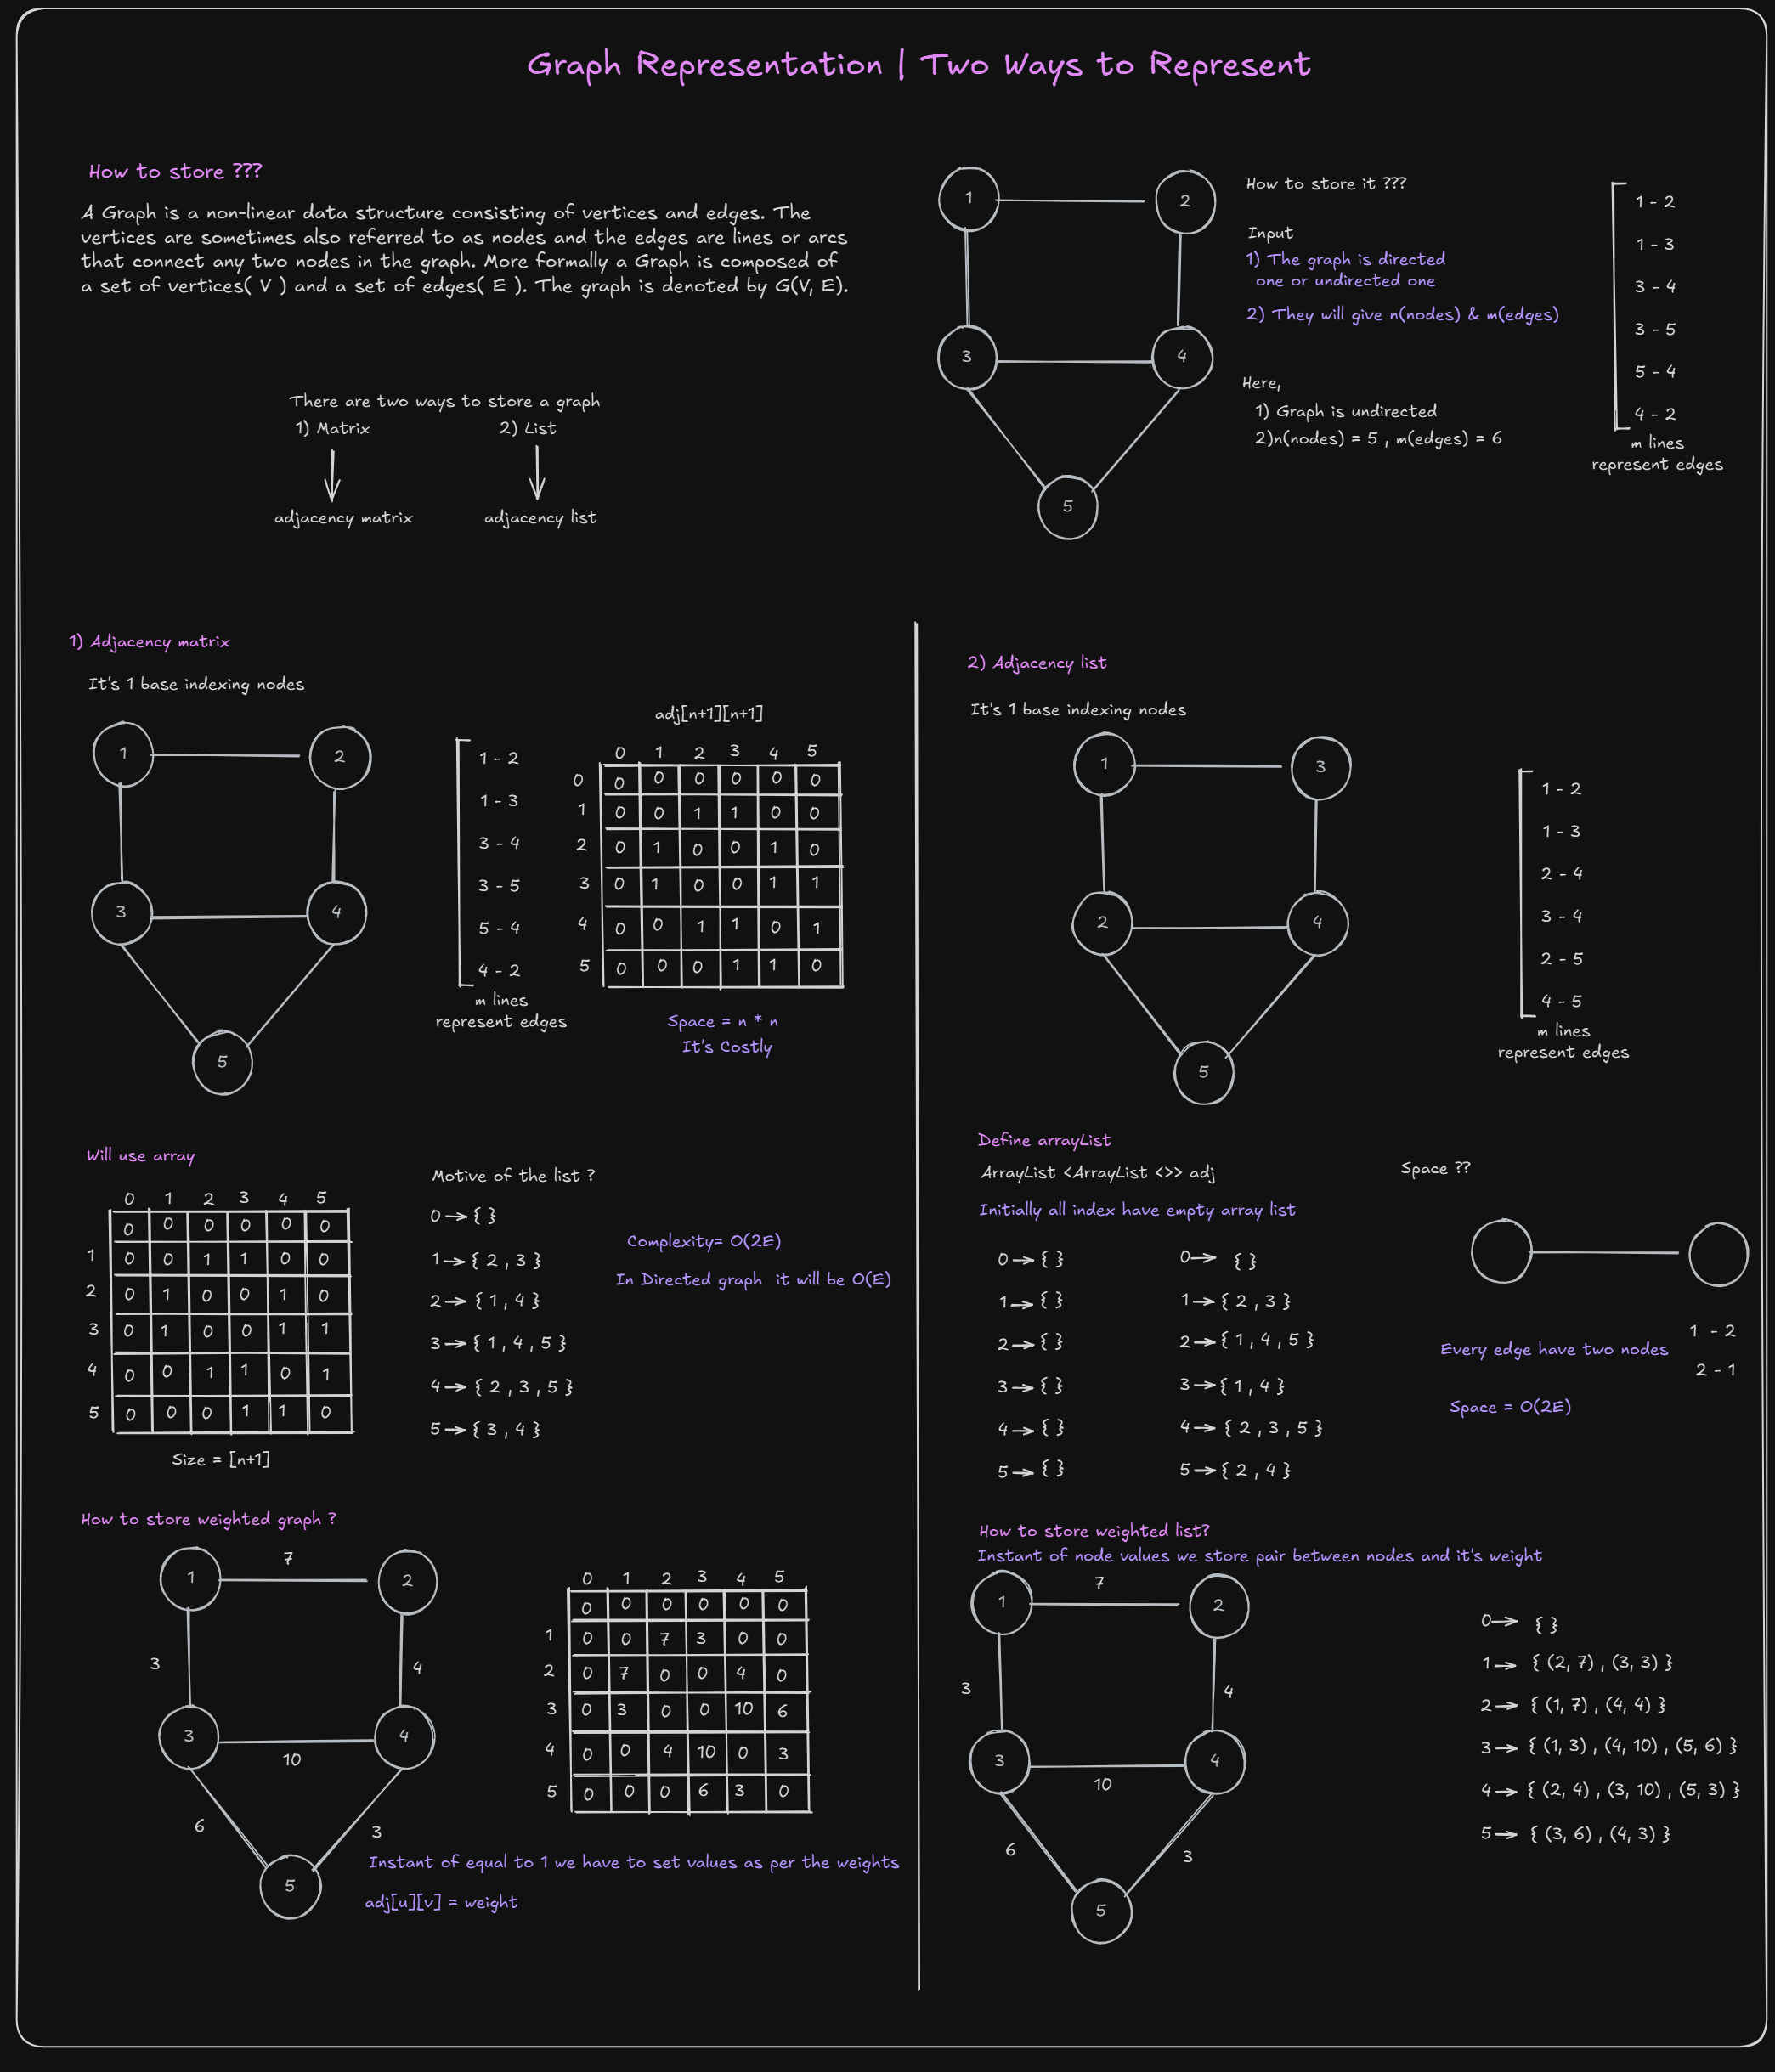 Graph Representation | Two Ways to Represent
How to store ???
A Graph is a non-linear data structure consisting of vertices and edges. The
vertices are sometimes also referred to as nodes and the edges are lines or arcs
that connect any two nodes in the graph. More formally a Graph is composed of
a set of vertices( V ) and a set of edges( E ). The graph is denoted by G(V, E).
There are two ways to store a graph
1) Matrix 2) List
adjacency matrix adjacency list
1 2
3 4
5
How to store it ???
Input
1) The graph is directed
one or undirected one
2) They will give n(nodes) & m(edges)
Here,
1) Graph is undirected
2)n(nodes) = 5 , m(edges) = 6
1 - 2
1 - 3
3 - 4
3 - 5
5 - 4
4 - 2
m lines
represent edges
1) Adjacency matrix
It's 1 base indexing nodes
1 2
3 4
5
1 - 2
1 - 3
3 - 4
3 - 5
5 - 4
4 - 2
m lines
represent edges
adj[n+1][n+1]
0 1 2 3 4 5
0 0 0 0 0 0 0
1 0 0 1 1 0 0
2 0 1 0 0 1 0
3 0 1 0 0 1 1
4 0 0 1 1 0 1
5 0 0 0 1 1 0
Space = n * n
It's Costly
Will use array
0 1 2 3 4 5
0 0 0 0 0 0
1 0 0 1 1 0 0
2 0 1 0 0 1 0
3 0 1 0 0 1 1
4 0 0 1 1 0 1
5 0 0 0 1 1 0
Size = [n+1]
Motive of the list ?
0 → { }
1 → { 2 , 3 }
2 → { 1 , 4 }
3 → { 1 , 4 , 5 }
4 → { 2 , 3 , 5 }
5 → { 3 , 4 }
Complexity= O(2E)
In Directed graph it will be O(E)
How to store weighted graph ?
1 7 2
3 4
3 10 4
6 3
5
0 1 2 3 4 5
0 0 0 0 0 0
1 0 0 7 3 0 0
2 0 7 0 0 4 0
3 0 3 0 0 10 6
4 0 0 4 10 0 3
5 0 0 0 6 3 0
Instant of equal to 1 we have to set values as per the weights
adj[u][v] = weight
2) Adjacency list
It's 1 base indexing nodes
1 3
2 4
5
1 - 2
1 - 3
2 - 4
3 - 4
2 - 5
4 - 5
m lines
represent edges
Define arrayList
ArrayList <ArrayList <>> adj
Initially all index have empty array list
0 → { }
1 → { }
2 → { }
3 → { }
4 → { }
5 → { }
0 → { }
1 → { 2 , 3 }
2 → { 1 , 4 , 5 }
3 → { 1 , 4 }
4 → { 2 , 3 , 5 }
5 → { 2 , 4 }
Space ??
1 - 2
Every edge have two nodes
2 - 1
Space = O(2E)
How to store weighted list?
Instant of node values we store pair between nodes and it's weight
1 7 2
3 4
3 10 4
6 3
5
0 → { }
1 → { (2, 7) , (3, 3) }
2 → { (1, 7) , (4, 4) }
3 → { (1, 3) , (4, 10) , (5, 6) }
4 → { (2, 4) , (3, 10) , (5, 3) }
5 → { (3, 6) , (4, 3) }